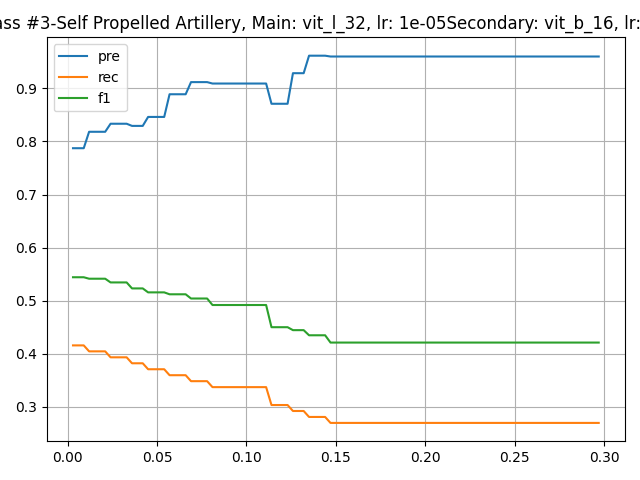 ass #3-Self Propelled Artillery, Main: vit_l_32, lr: 1e-05Secondary: vit_b_16, lr:
pre
rec
f1
0.9
0.8
0.7
0.6
0.5
0.4
0.3
0.00 0.05 0.10 0.15 0.20 0.25 0.30